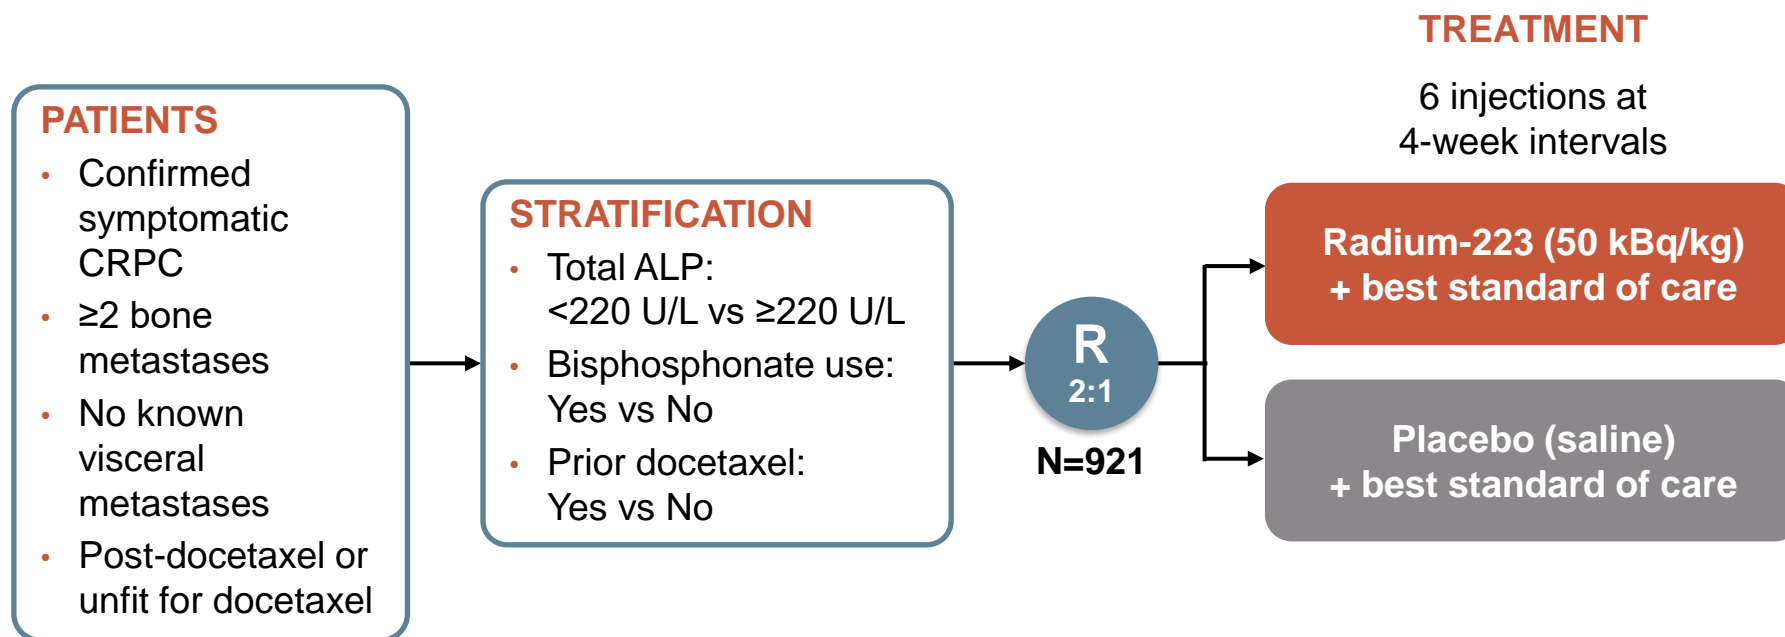 PATIENTS
• Confirmed
symptomatic
CRPC
• ≥2 bone
metastases
• No known
visceral
metastases
• Post-docetaxel or
unfit for docetaxel
STRATIFICATION
• Total ALP:
<220 U/L vs ≥220 U/L
• Bisphosphonate use:
Yes vs No
• Prior docetaxel:
Yes vs No
R
2:1
N=921
TREATMENT
6 injections at
4-week intervals
Radium-223 (50 kBq/kg)
+ best standard of care
Placebo (saline)
+ best standard of care